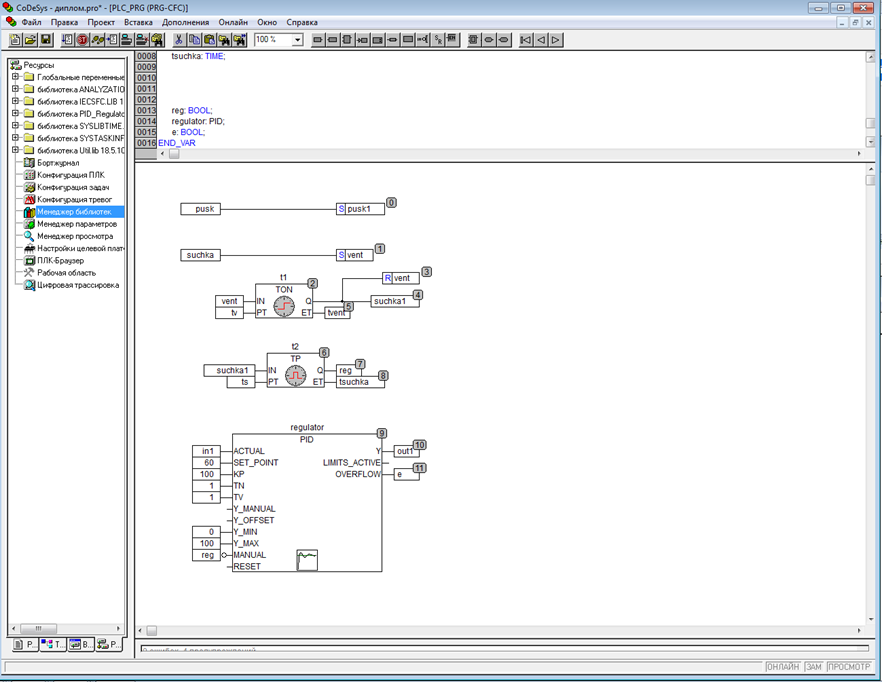 CoDeSys - диплом.pro* - [PLC_PRG (PRG-CFC)]
Файл Правка Проект Вставка Дополнения Онлайн Окно Справка
100 %
Ресурсы
Глобальные переменные
библиотека ANALYZATIO
библиотека IECSFC.LIB 1
библиотека PID_Regulato
библиотека SYSLIBTIME.
библиотека SYSTASKINF
библиотека Util.lib 18.5.10
Бортжурнал
Конфигурация ПЛК
Конфигурация задач
Конфигурация тревог
Менеджер библиотек
Менеджер параметров
Менеджер просмотра
Настройки целевой плат
ПЛК-Браузер
Рабочая область
Цифровая трассировка
Р... Т... В... Р...
0008 tsuchka: TIME;
0009
0010
0011
0012
0013 reg: BOOL;
0014 regulator: PID;
0015 e: BOOL;
0016 END_VAR
pusk S pusk1 0
suchka S vent 1
R vent 3
t1 2
TON
vent IN Q suchka1 4
tv PT ET tvent 5
t2 6
TP
suchka1 IN Q reg 7
ts PT ET tsuchka 8
regulator 9
PID
in1 ACTUAL Y out1 10
60 SET_POINT LIMITS_ACTIVE
100 KP OVERFLOW e 11
1 TN
1 TV
Y_MANUAL
Y_OFFSET
0 Y_MIN
100 Y_MAX
reg MANUAL
RESET
ОНЛАЙН ЗАМ ПРОСМОТР